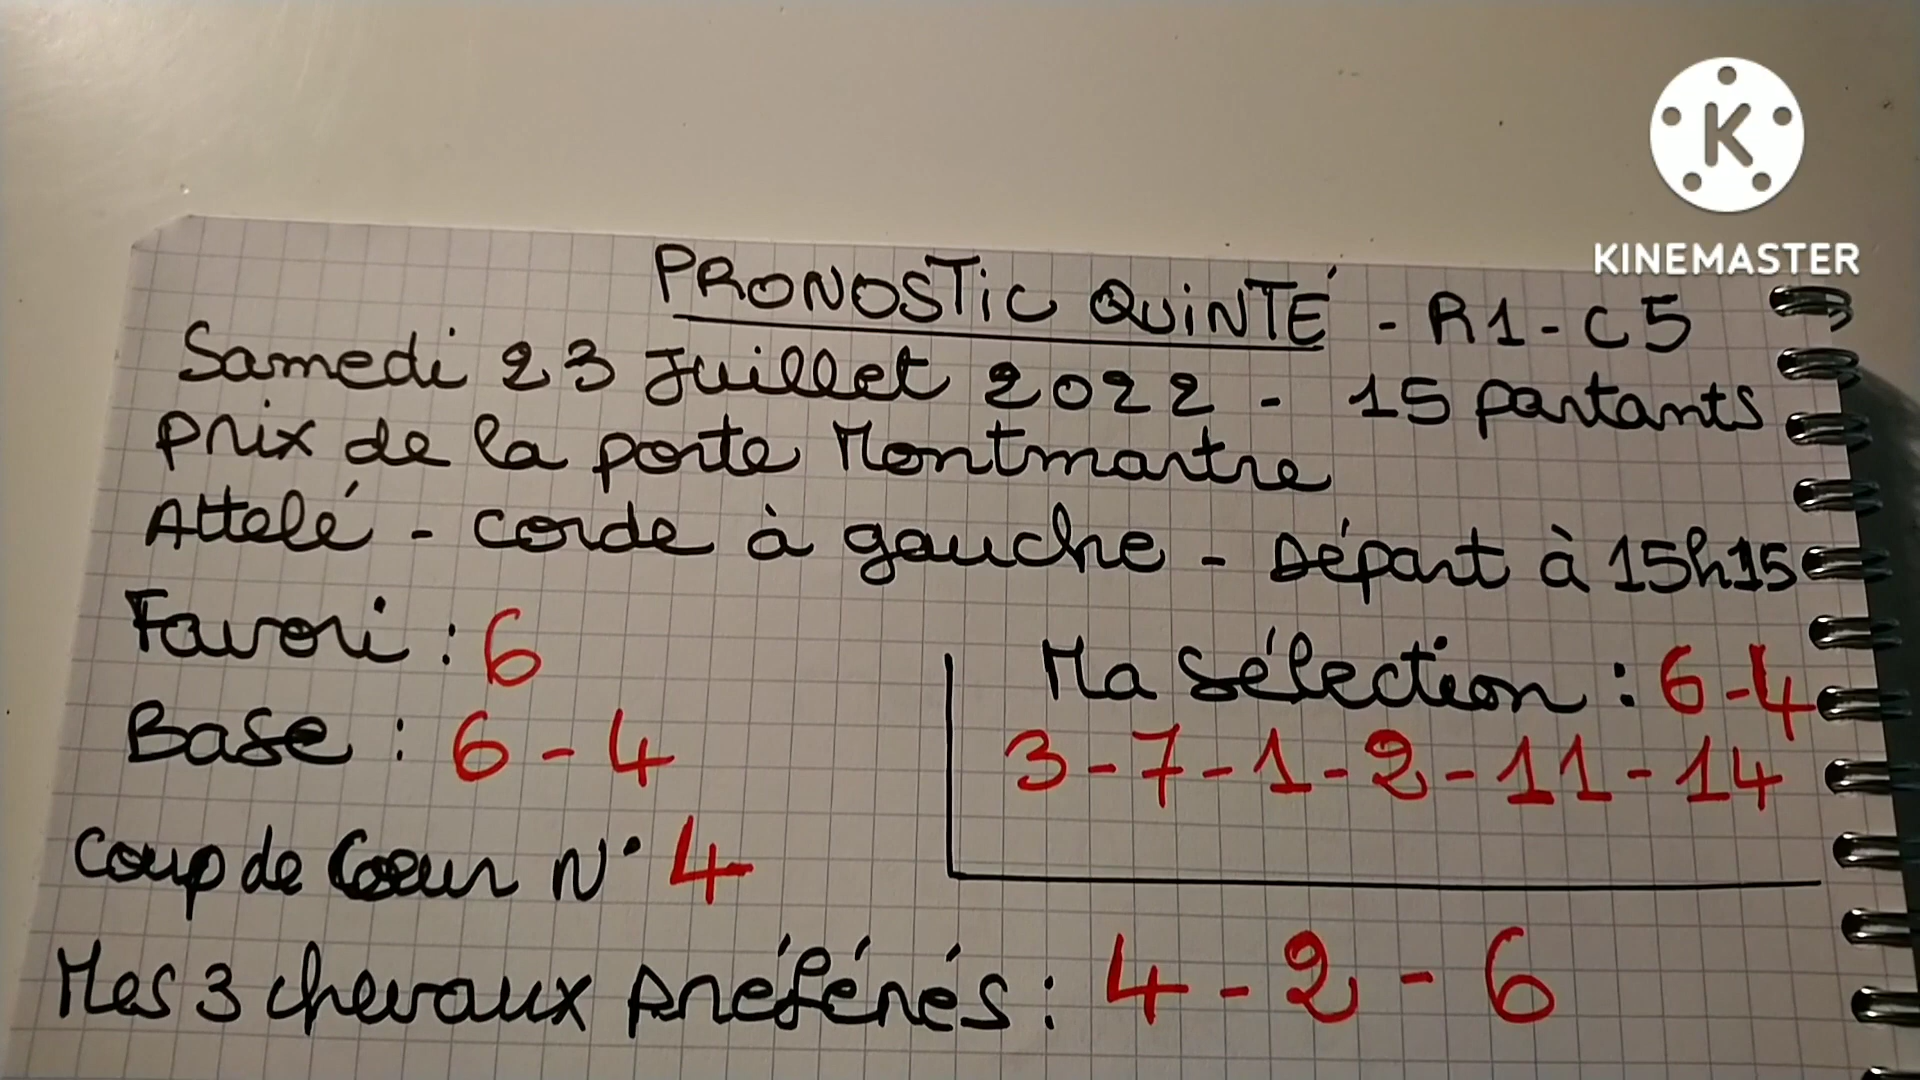 KINEMASTER
PRONOSTIC QUINTÉ - R1 - C5
Samedi 23 Juillet 2022 - 15 partants
Prix de la porte Montmartre
Attelé - corde à gauche - Départ à 15h15
Favori : 6
Base : 6 - 4
Coup de Coeur N° 4
Ma sélection : 6-4
3-7-1-2-11-14
Mes 3 chevaux préférés : 4 - 2 - 6